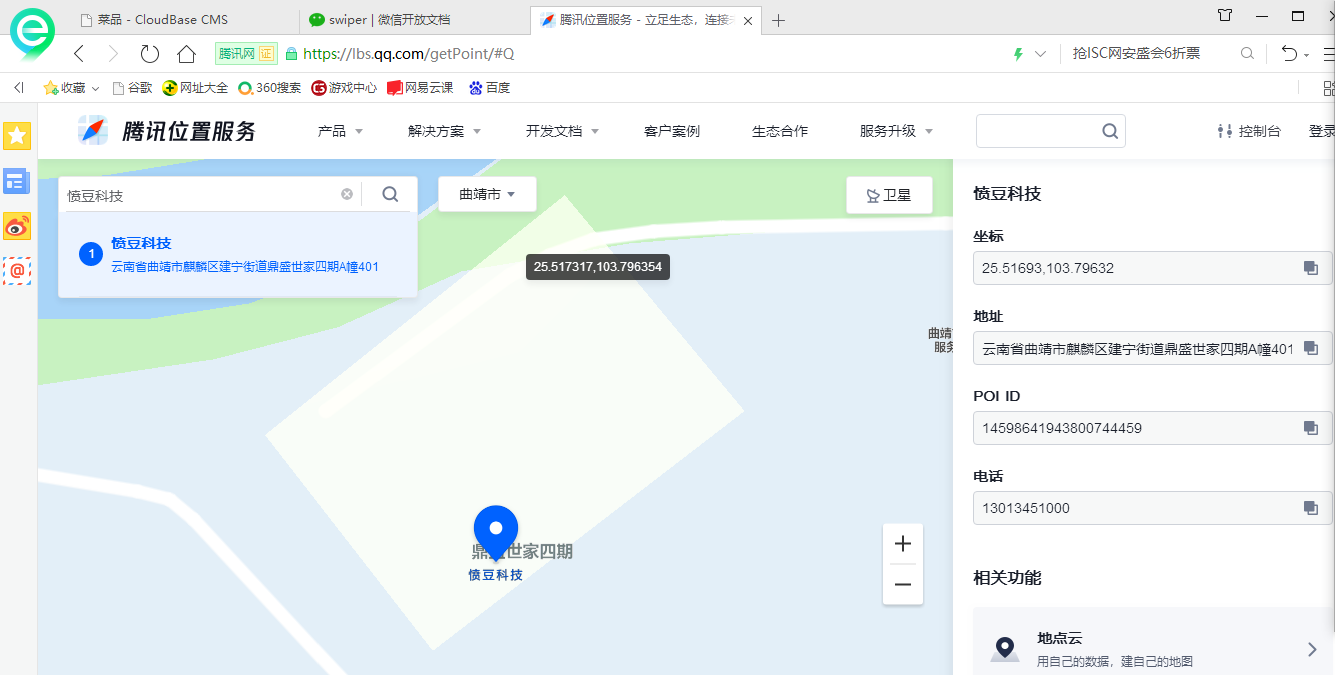 菜品 - CloudBase CMS
swiper | 微信开放文档
腾讯位置服务 - 立足生态，连接
腾讯网 证
https://lbs.qq.com/getPoint/#Q
抢ISC网安盛会6折票
收藏
谷歌
网址大全
360搜索
游戏中心
网易云课
百度
腾讯位置服务
产品
解决方案
开发文档
客户案例
生态合作
服务升级
控制台
登录
愤豆科技
曲靖市
卫星
1
愤豆科技
云南省曲靖市麒麟区建宁街道鼎盛世家四期A幢401
25.517317,103.796354
曲靖
服务
鼎盛世家四期
愤豆科技
愤豆科技
坐标
25.51693,103.79632
地址
云南省曲靖市麒麟区建宁街道鼎盛世家四期A幢401
POI ID
14598641943800744459
电话
13013451000
相关功能
地点云
用自己的数据，建自己的地图